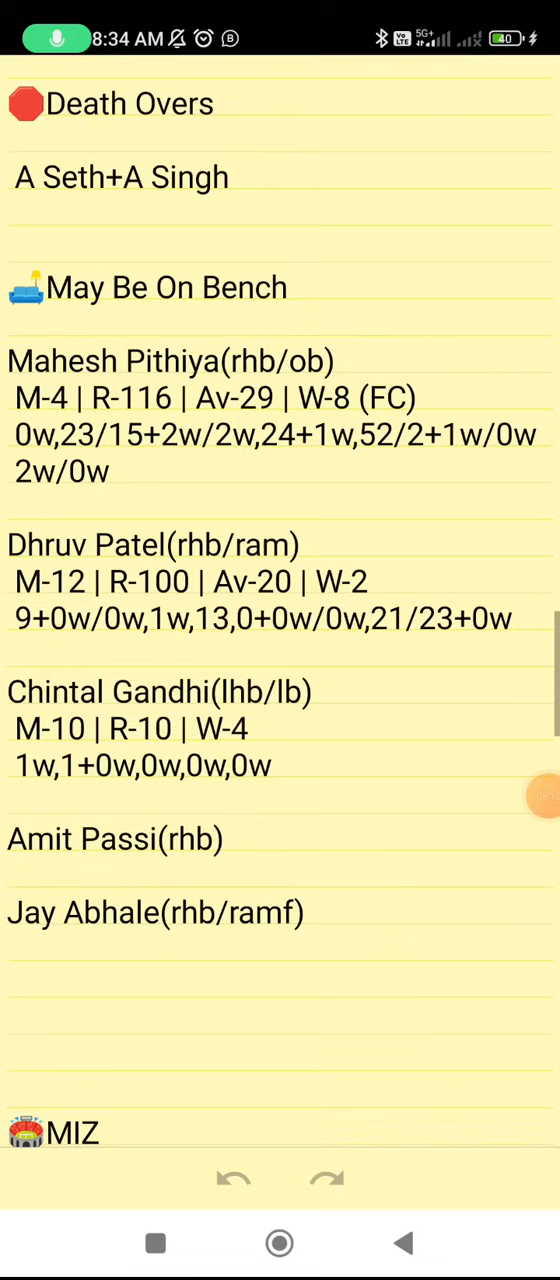 8:34 AM
5G+
40
Death Overs
A Seth+A Singh
May Be On Bench
Mahesh Pithiya(rhb/ob)
M-4 | R-116 | Av-29 | W-8 (FC)
0w,23/15+2w/2w,24+1w,52/2+1w/0w
2w/0w
Dhruv Patel(rhb/ram)
M-12 | R-100 | Av-20 | W-2
9+0w/0w,1w,13,0+0w/0w,21/23+0w
Chintal Gandhi(lhb/lb)
M-10 | R-10 | W-4
1w,1+0w,0w,0w,0w
Amit Passi(rhb)
Jay Abhale(rhb/ramf)
MIZ